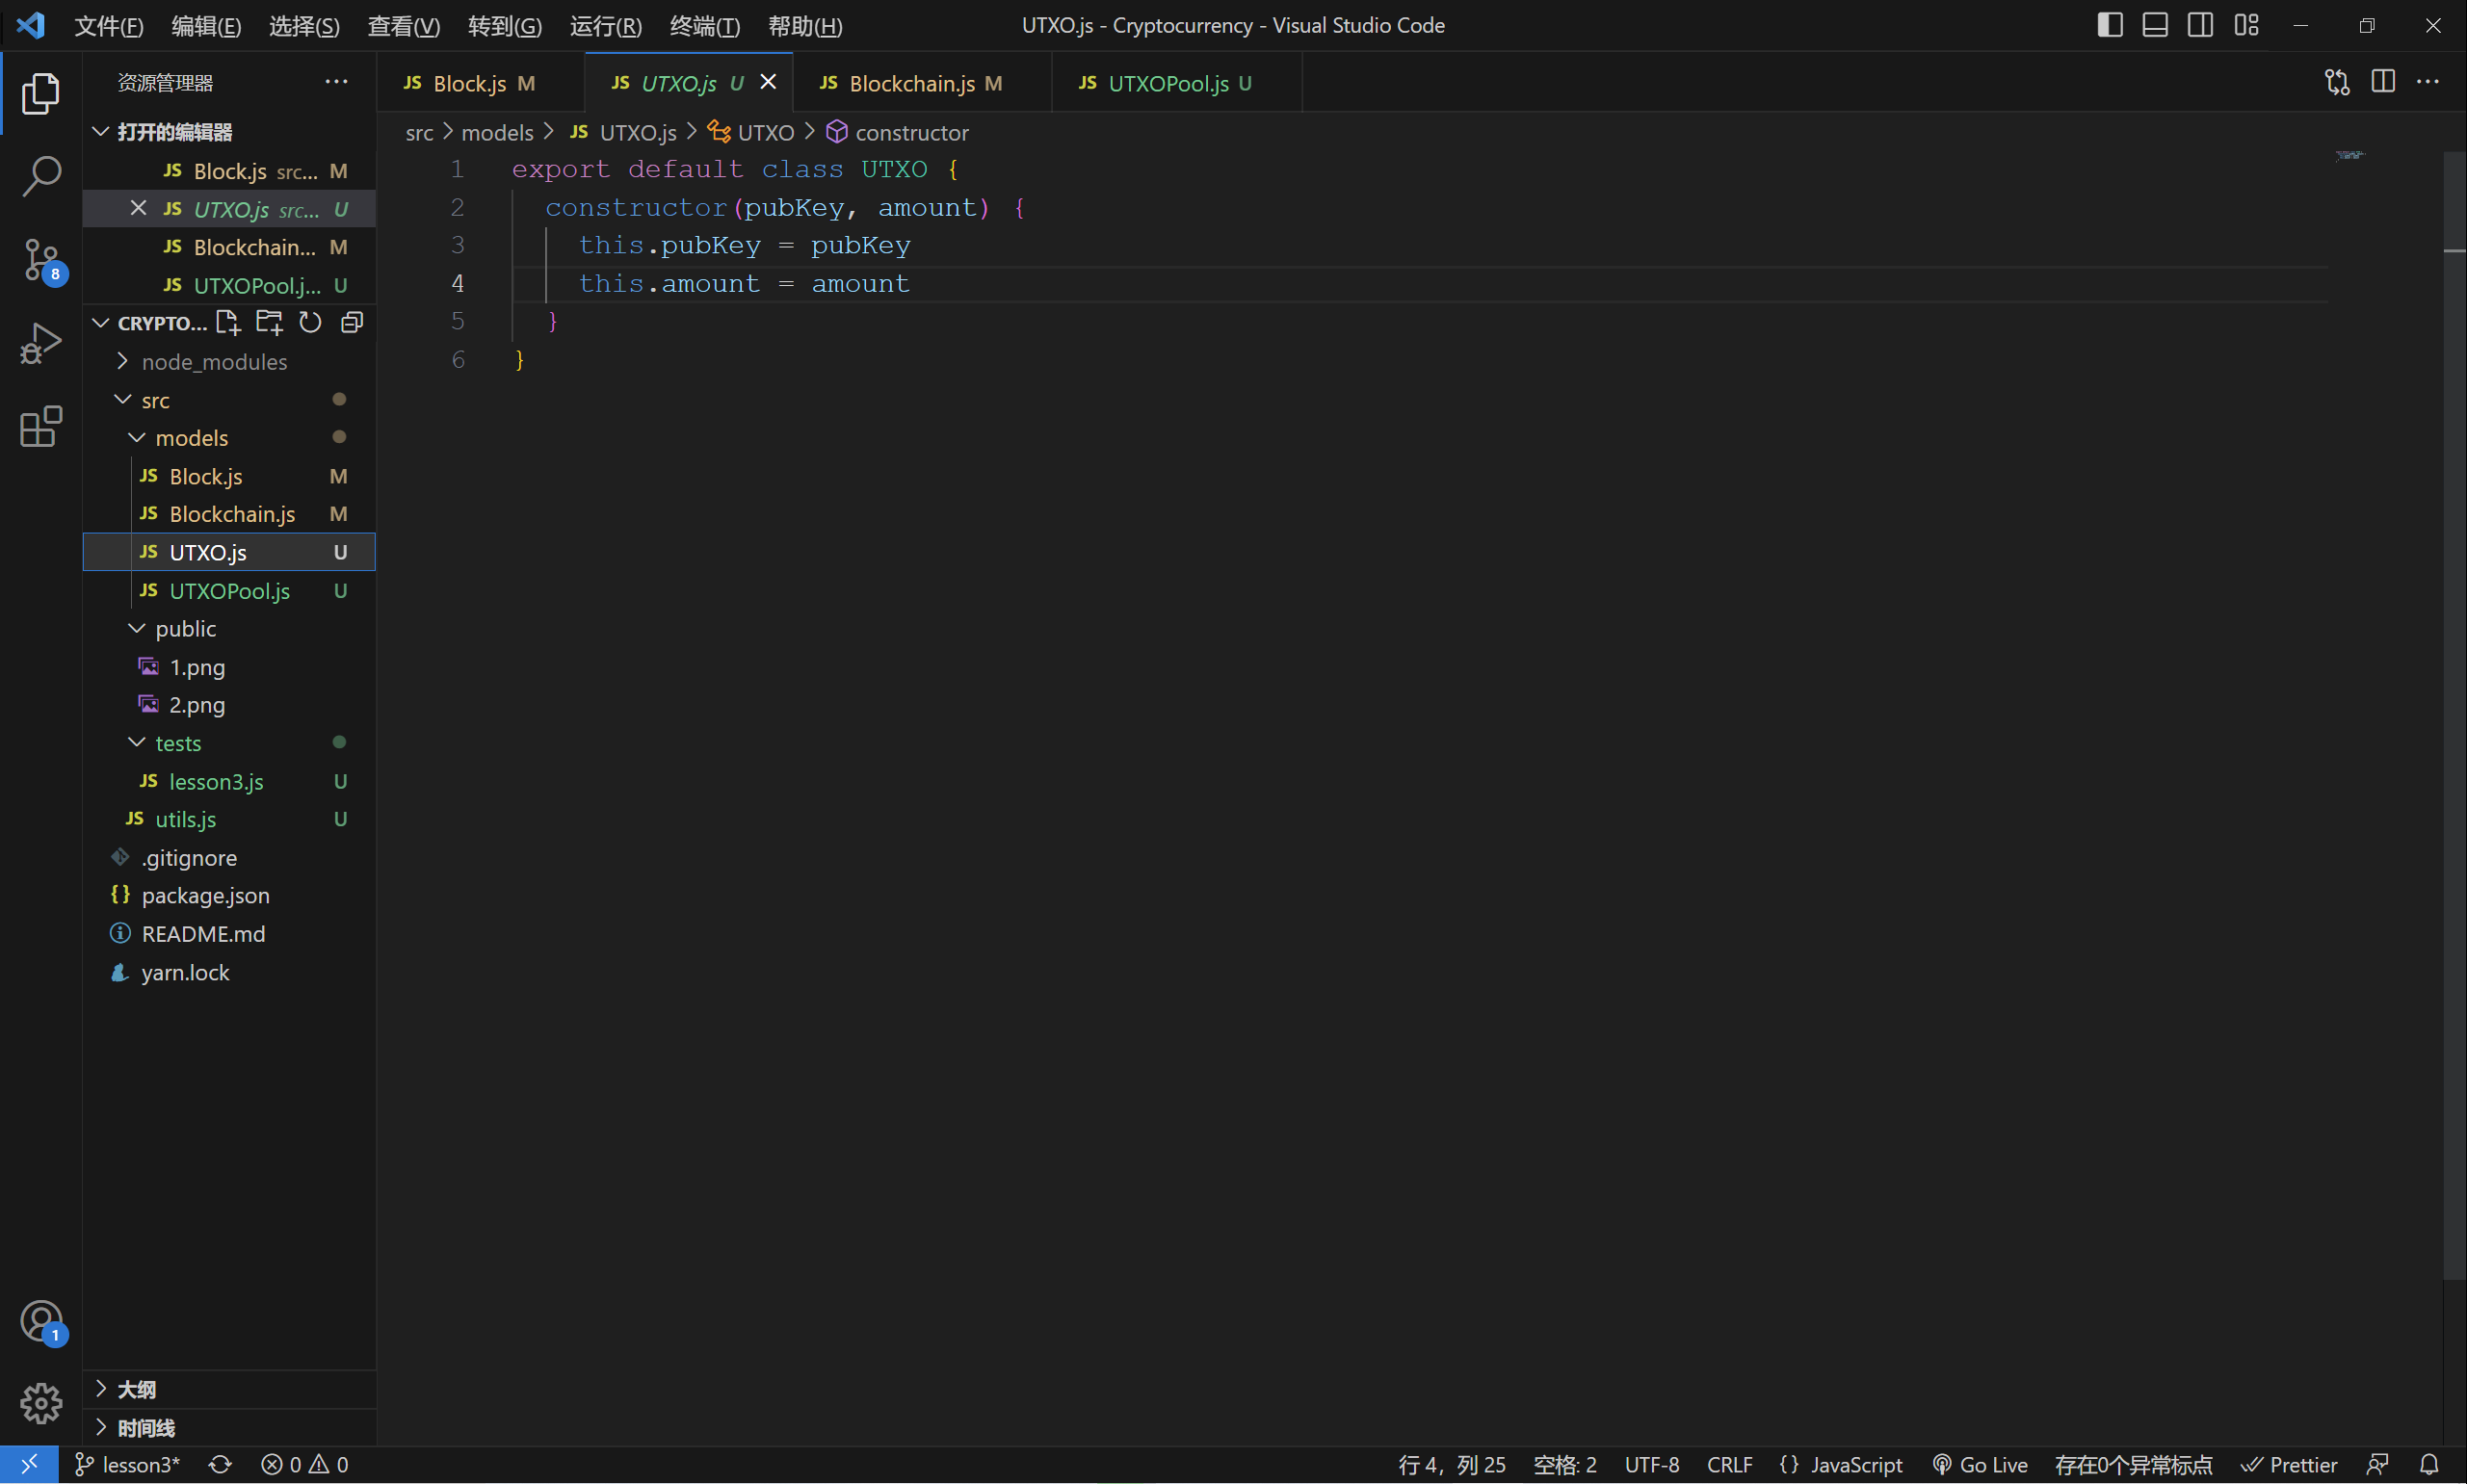 文件(F) 编辑(E) 选择(S) 查看(V) 转到(G) 运行(R) 终端(T) 帮助(H) UTXO.js - Cryptocurrency - Visual Studio Code
资源管理器 ···
打开的编辑器
JS Block.js src... M
JS UTXO.js src... U
JS Blockchain... M
JS UTXOPool.j... U
CRYPTO...
node_modules
src
models
JS Block.js M
JS Blockchain.js M
JS UTXO.js U
JS UTXOPool.js U
public
1.png
2.png
tests
JS lesson3.js U
JS utils.js U
.gitignore
{} package.json
README.md
yarn.lock
大纲
时间线
8
1
JS Block.js M JS UTXO.js U JS Blockchain.js M JS UTXOPool.js U
src > models > JS UTXO.js > UTXO > constructor
1 export default class UTXO {
2 constructor(pubKey, amount) {
3 this.pubKey = pubKey
4 this.amount = amount
5 }
6 }
lesson3* 0 0 行 4，列 25 空格: 2 UTF-8 CRLF {} JavaScript Go Live 存在0个异常标点 Prettier